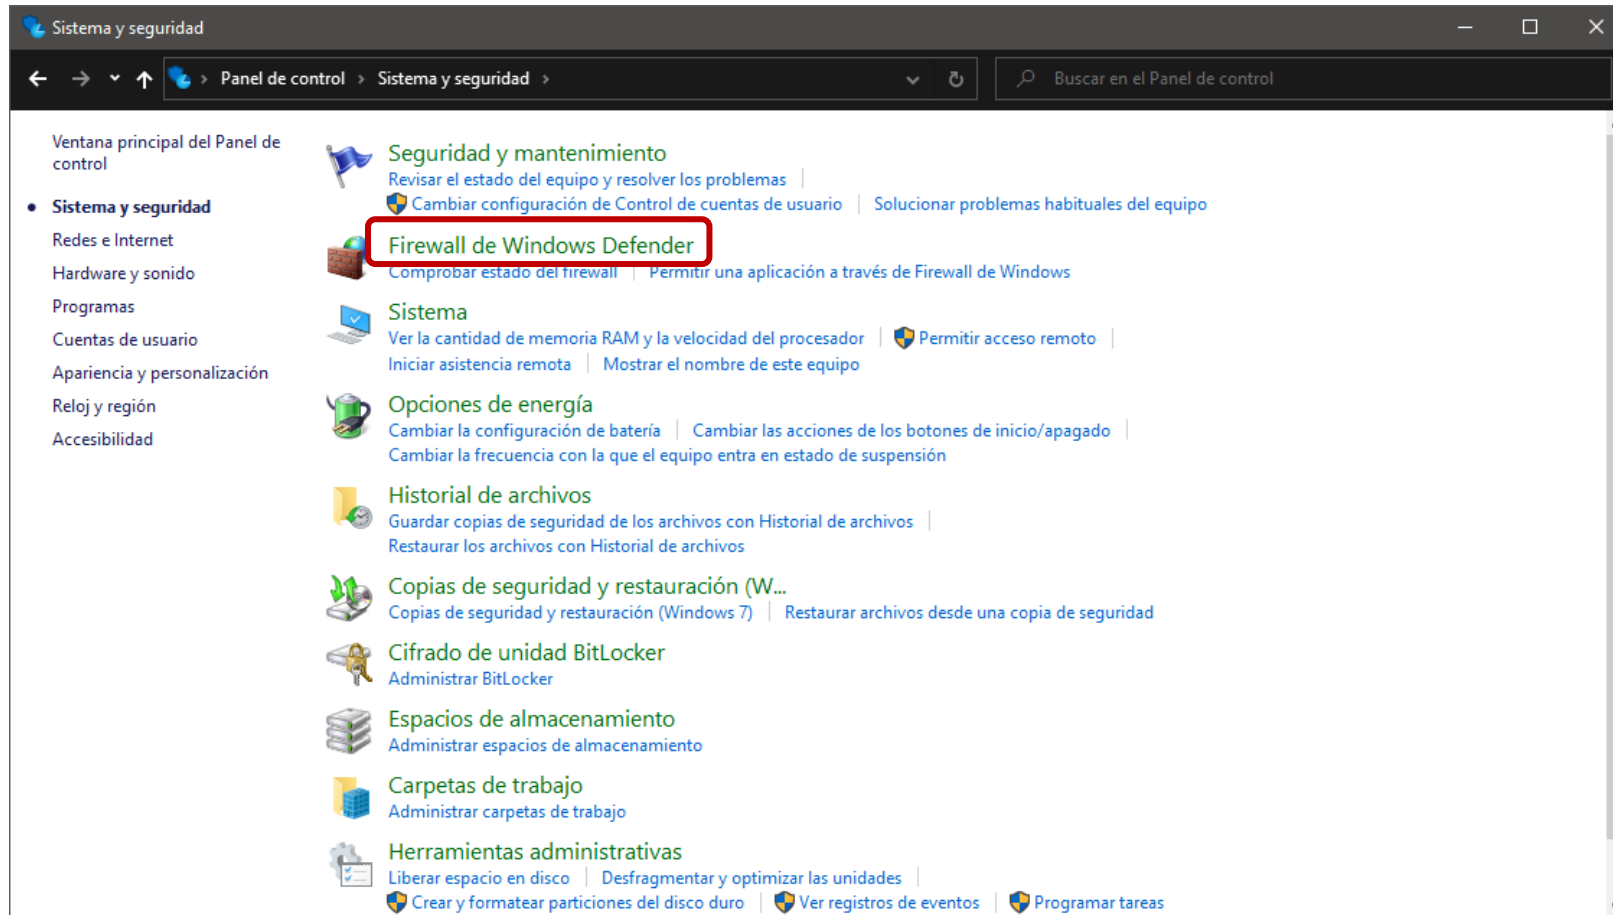 Sistema y seguridad
Panel de control > Sistema y seguridad >
Buscar en el Panel de control
Ventana principal del Panel de
control
Sistema y seguridad
Redes e Internet
Hardware y sonido
Programas
Cuentas de usuario
Apariencia y personalización
Reloj y región
Accesibilidad
Seguridad y mantenimiento
Revisar el estado del equipo y resolver los problemas
Cambiar configuración de Control de cuentas de usuario | Solucionar problemas habituales del equipo
Firewall de Windows Defender
Comprobar estado del firewall | Permitir una aplicación a través de Firewall de Windows
Sistema
Ver la cantidad de memoria RAM y la velocidad del procesador | Permitir acceso remoto
Iniciar asistencia remota | Mostrar el nombre de este equipo
Opciones de energía
Cambiar la configuración de batería | Cambiar las acciones de los botones de inicio/apagado
Cambiar la frecuencia con la que el equipo entra en estado de suspensión
Historial de archivos
Guardar copias de seguridad de los archivos con Historial de archivos
Restaurar los archivos con Historial de archivos
Copias de seguridad y restauración (W...
Copias de seguridad y restauración (Windows 7) | Restaurar archivos desde una copia de seguridad
Cifrado de unidad BitLocker
Administrar BitLocker
Espacios de almacenamiento
Administrar espacios de almacenamiento
Carpetas de trabajo
Administrar carpetas de trabajo
Herramientas administrativas
Liberar espacio en disco | Desfragmentar y optimizar las unidades
Crear y formatear particiones del disco duro | Ver registros de eventos | Programar tareas